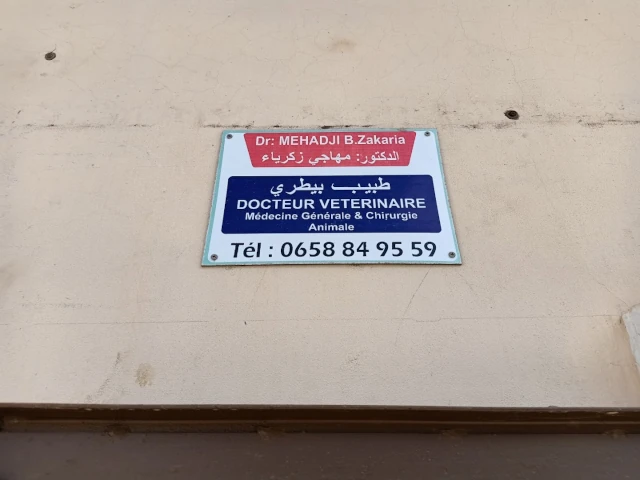 Dr: MEHADJI B.Zakaria
الدكتور: مهاجي زكرياء
طبيب بيطري
DOCTEUR VETERINAIRE
Médecine Générale & Chirurgie
Animale
Tél : 0658 84 95 59